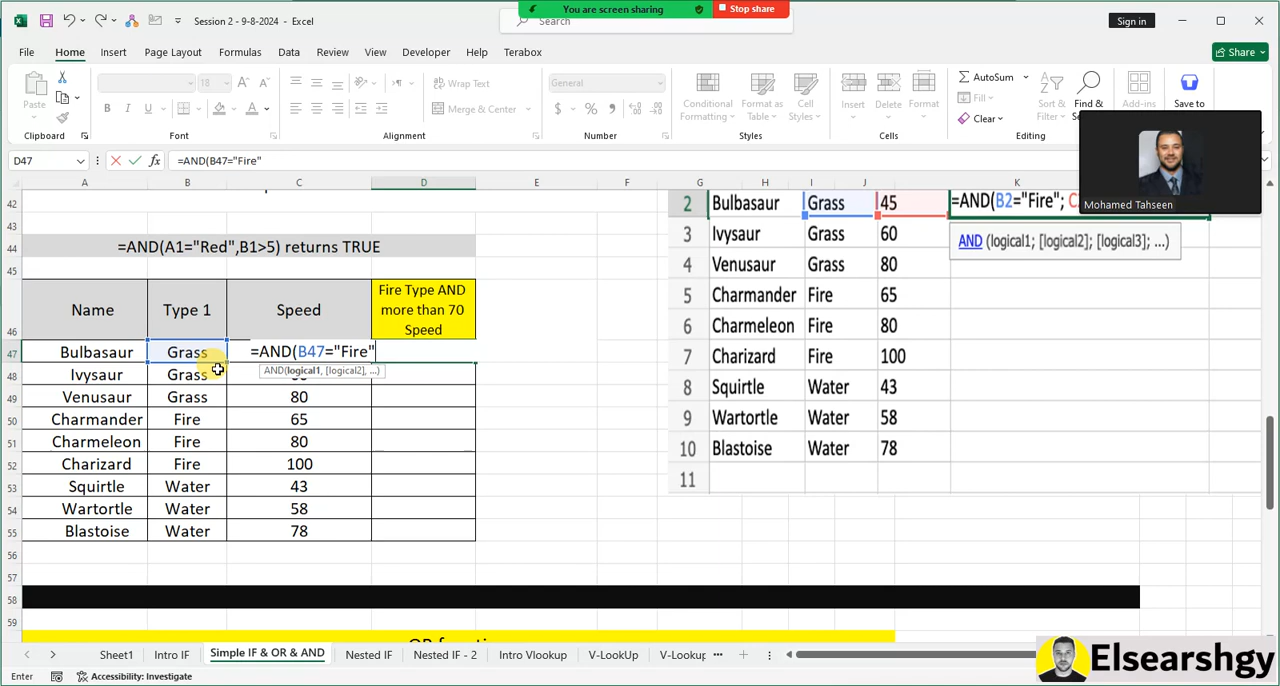 You are screen sharing Stop share
Session 2 - 9-8-2024 - Excel
Search
Sign in
File Home Insert Page Layout Formulas Data Review View Developer Help Terabox
Share
Paste
18
General
Wrap Text
Merge & Center
Conditional Formatting
Format as Table
Cell Styles
Insert
Delete
Format
AutoSum
Fill
Clear
Sort & Filter
Find &
Add-ins
Save to
Clipboard Font Alignment Number Styles Cells Editing
D47 fx =AND(B47="Fire"
Mohamed Tahseen
A B C D E F G H I J K
42
43
44 =AND(A1="Red",B1>5) returns TRUE
45
46 Name Type 1 Speed Fire Type AND more than 70 Speed
47 Bulbasaur Grass =AND(B47="Fire"
AND(logical1, [logical2], ...)
48 Ivysaur Grass
49 Venusaur Grass 80
50 Charmander Fire 65
51 Charmeleon Fire 80
52 Charizard Fire 100
53 Squirtle Water 43
54 Wartortle Water 58
55 Blastoise Water 78
56
57
58
59
2 Bulbasaur Grass 45 =AND(B2="Fire"; C
AND (logical1; [logical2]; [logical3]; ...)
3 Ivysaur Grass 60
4 Venusaur Grass 80
5 Charmander Fire 65
6 Charmeleon Fire 80
7 Charizard Fire 100
8 Squirtle Water 43
9 Wartortle Water 58
10 Blastoise Water 78
11
Sheet1 Intro IF Simple IF & OR & AND Nested IF Nested IF - 2 Intro Vlookup V-LookUp V-Lookup ...
Enter Accessibility: Investigate
Elsearshgy